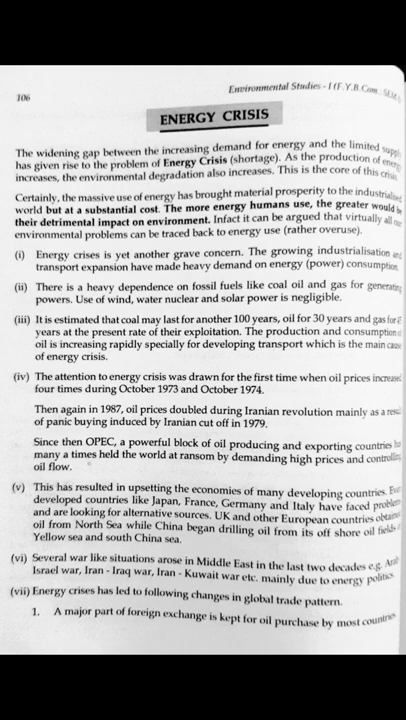 106
Environmental Studies - I (F.Y.B.Com.: SEM-I)
ENERGY CRISIS
The widening gap between the increasing demand for energy and the limited supply
has given rise to the problem of Energy Crisis (shortage). As the production of energy
increases, the environmental degradation also increases. This is the core of this crisis.
Certainly, the massive use of energy has brought material prosperity to the industrialised
world but at a substantial cost. The more energy humans use, the greater would be
their detrimental impact on environment. Infact it can be argued that virtually all our
environmental problems can be traced back to energy use (rather overuse).
(i) Energy crises is yet another grave concern. The growing industrialisation and
transport expansion have made heavy demand on energy (power) consumption.
(ii) There is a heavy dependence on fossil fuels like coal oil and gas for generating
powers. Use of wind, water nuclear and solar power is negligible.
(iii) It is estimated that coal may last for another 100 years, oil for 30 years and gas for
years at the present rate of their exploitation. The production and consumption of
oil is increasing rapidly specially for developing transport which is the main cause
of energy crisis.
(iv) The attention to energy crisis was drawn for the first time when oil prices increased
four times during October 1973 and October 1974.
Then again in 1987, oil prices doubled during Iranian revolution mainly as a result
of panic buying induced by Iranian cut off in 1979.
Since then OPEC, a powerful block of oil producing and exporting countries has
many a times held the world at ransom by demanding high prices and controlling
oil flow.
(v) This has resulted in upsetting the economies of many developing countries. Even
developed countries like Japan, France, Germany and Italy have faced problem
and are looking for alternative sources. UK and other European countries obtained
oil from North Sea while China began drilling oil from its off shore oil fields of
Yellow sea and south China sea.
(vi) Several war like situations arose in Middle East in the last two decades e.g. Arab
Israel war, Iran - Iraq war, Iran - Kuwait war etc. mainly due to energy politics
(vii) Energy crises has led to following changes in global trade pattern.
1. A major part of foreign exchange is kept for oil purchase by most countries